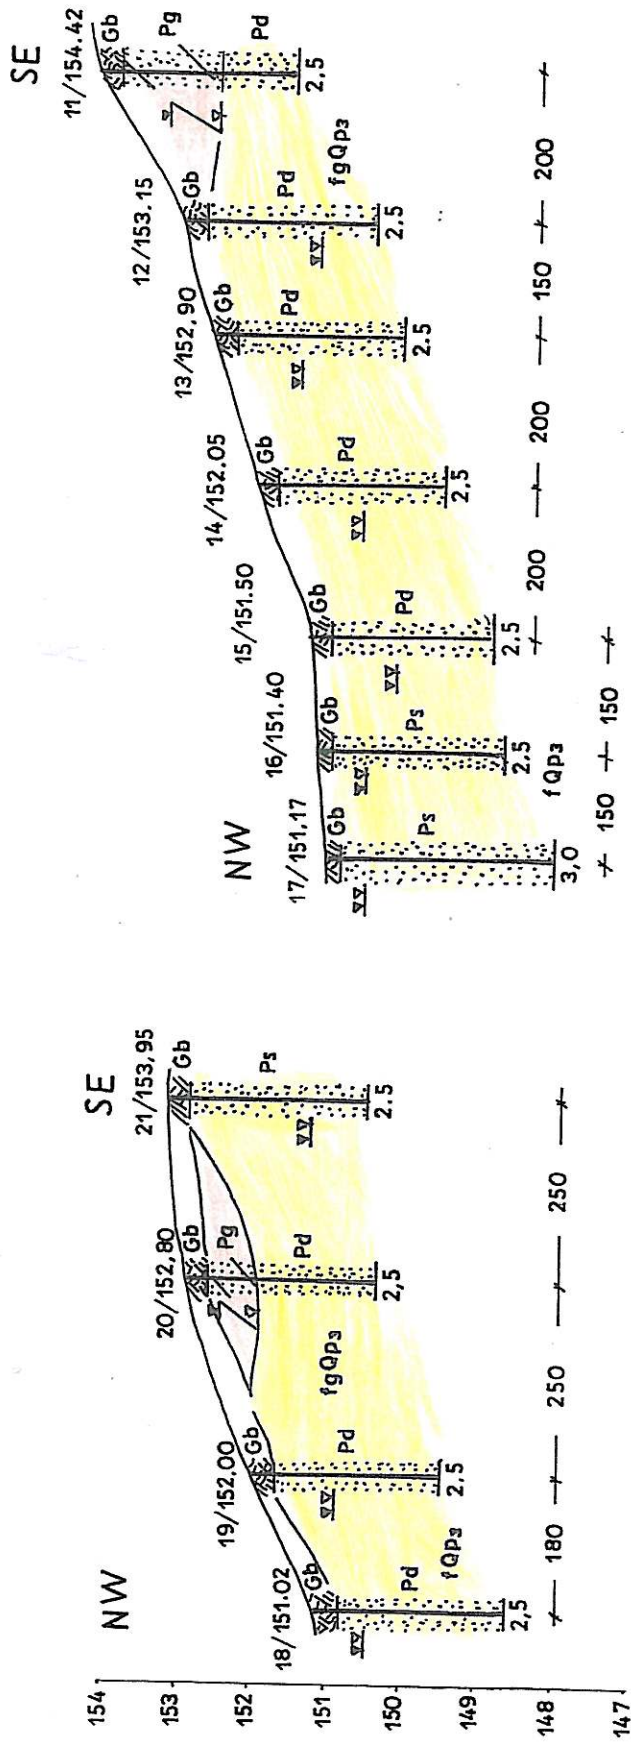 NW
SE
18/151.02
19/152,00
20/152,80
21/153,95
Gb
Gb
Gb
Gb
Pg
Pd
Pd
Pd
Ps
fQp3
fgQp3
2,5
2,5
2,5
2.5
180
250
250
154
153
152
151
150
149
148
147
NW
SE
17/151.17
16/151.40
15/151.50
14/152.05
13/152,90
12/153.15
11/154.42
Gb
Gb
Gb
Gb
Gb
Gb
Gb
Pg
Ps
Ps
Pd
Pd
Pd
Pd
Pd
fQp3
fgQp3
3,0
2.5
2.5
2,5
2.5
2.5
2,5
150
150
200
200
150
200